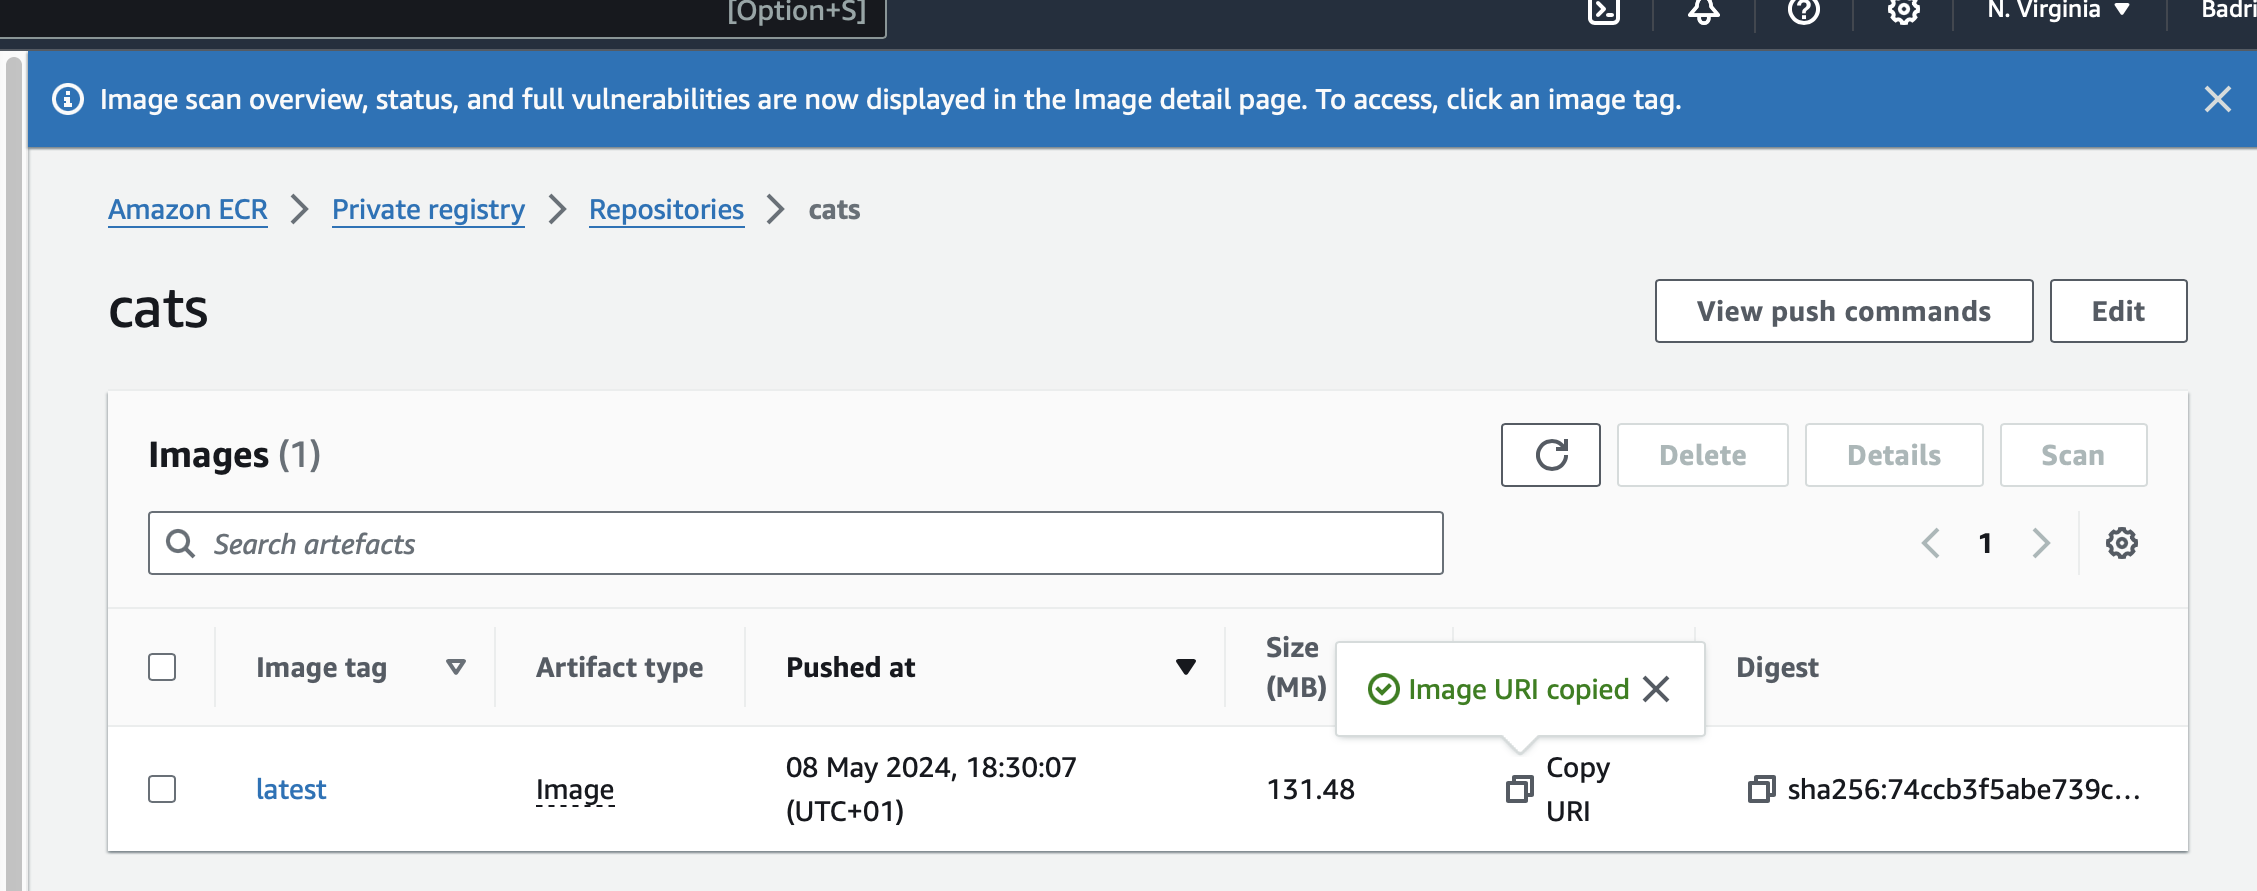 [Option+S]
N. Virginia
Badri
Image scan overview, status, and full vulnerabilities are now displayed in the Image detail page. To access, click an image tag.
Amazon ECR
Private registry
Repositories
cats
cats
View push commands
Edit
Images (1)
Delete
Details
Scan
Search artefacts
1
Image tag
Artifact type
Pushed at
Size
(MB)
Image URI copied
Digest
latest
Image
08 May 2024, 18:30:07
(UTC+01)
131.48
Copy
URI
sha256:74ccb3f5abe739c...